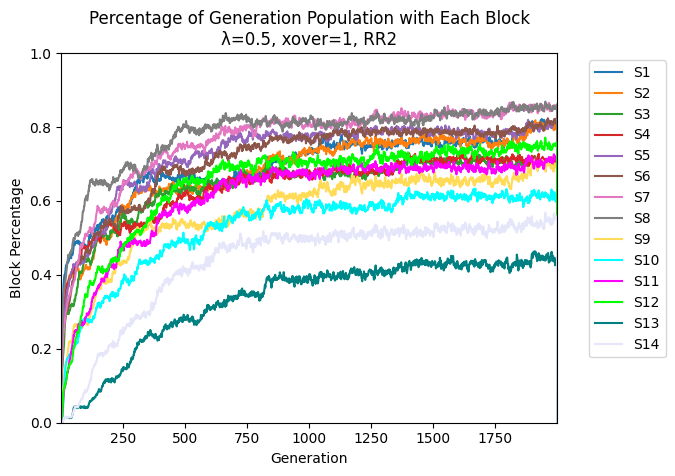 Percentage of Generation Population with Each Block
λ=0.5, xover=1, RR2
1.0
0.8
0.6
0.4
0.2
0.0
Block Percentage
250 500 750 1000 1250 1500 1750
Generation
S1
S2
S3
S4
S5
S6
S7
S8
S9
S10
S11
S12
S13
S14